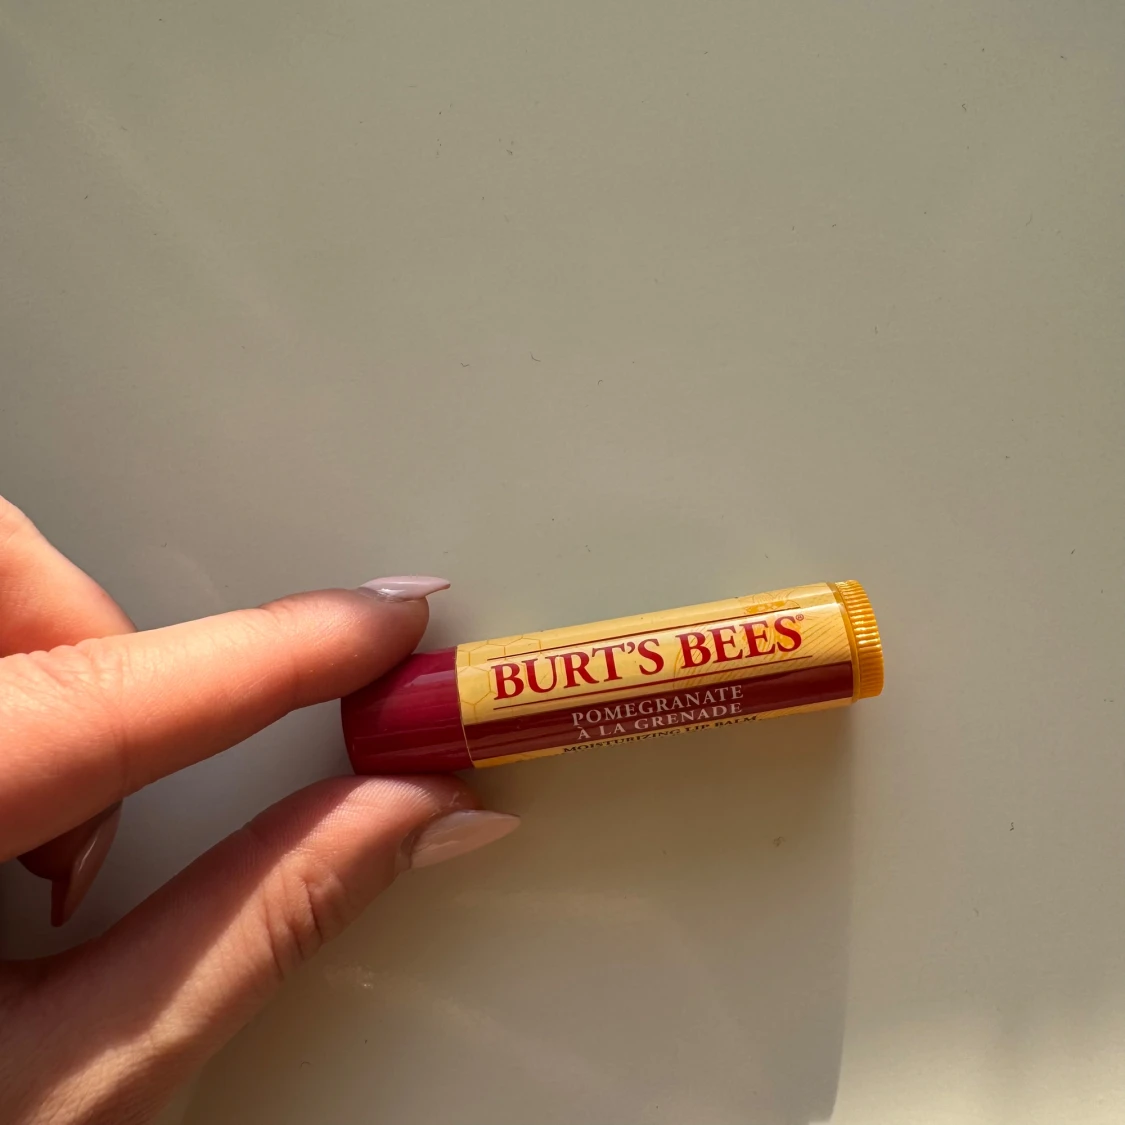 BURT'S BEES®
POMEGRANATE
À LA GRENADE
MOISTURIZING LIP BALM